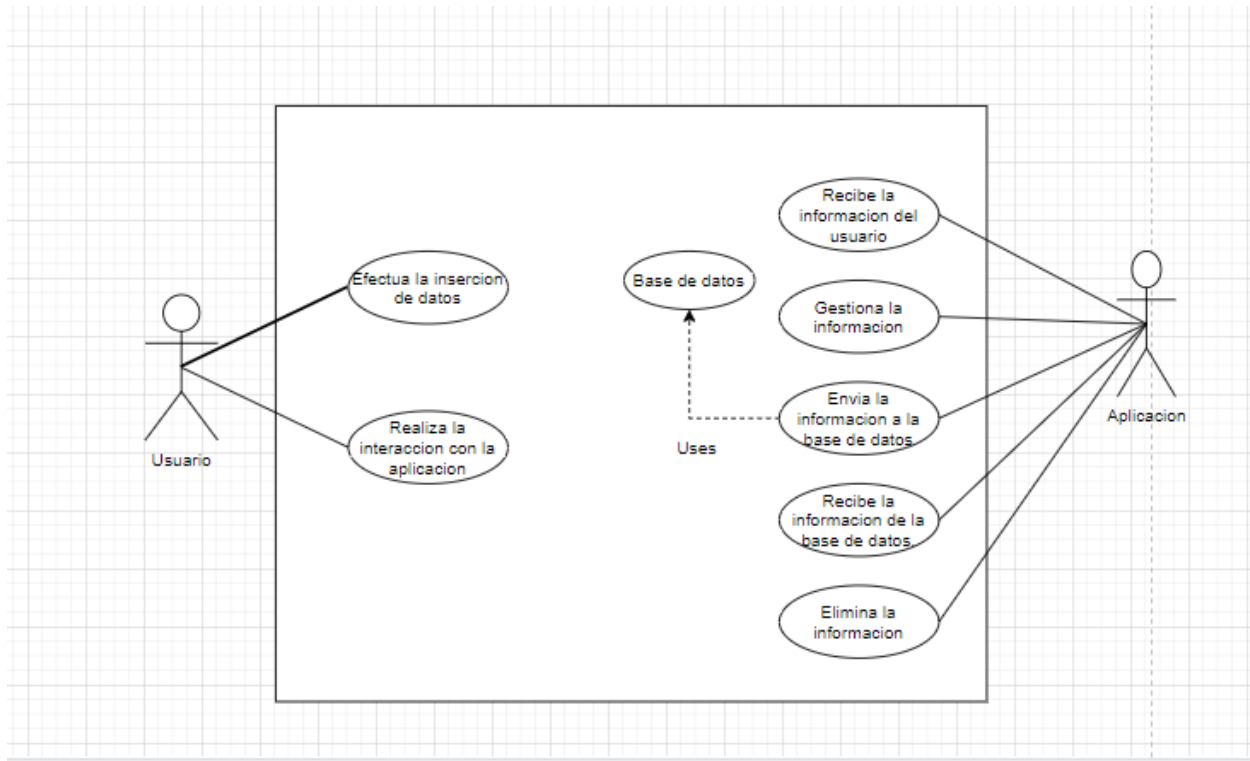 Efectua la insercion
de datos
Realiza la
interaccion con la
aplicacion
Usuario
Base de datos
Uses
Recibe la
informacion del
usuario
Gestiona la
informacion
Envia la
informacion a la
base de datos
Recibe la
informacion de la
base de datos.
Elimina la
informacion
Aplicacion